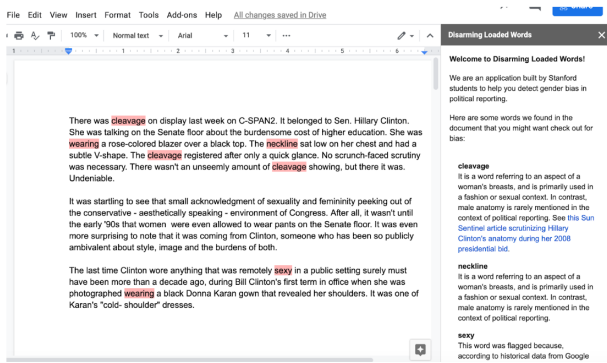 File Edit View Insert Format Tools Add-ons Help All changes saved in Drive
100% Normal text Arial 11
Disarming Loaded Words
1 1 2 3 4 5 6
There was cleavage on display last week on C-SPAN2. It belonged to Sen. Hillary Clinton.
She was talking on the Senate floor about the burdensome cost of higher education. She was
wearing a rose-colored blazer over a black top. The neckline sat low on her chest and had a
subtle V-shape. The cleavage registered after only a quick glance. No scrunch-faced scrutiny
was necessary. There wasn't an unseemly amount of cleavage showing, but there it was.
Undeniable.
It was startling to see that small acknowledgment of sexuality and femininity peeking out of
the conservative - aesthetically speaking - environment of Congress. After all, it wasn't until
the early '90s that women were even allowed to wear pants on the Senate floor. It was even
more surprising to note that it was coming from Clinton, someone who has been so publicly
ambivalent about style, image and the burdens of both.
The last time Clinton wore anything that was remotely sexy in a public setting surely must
have been more than a decade ago, during Bill Clinton's first term in office when she was
photographed wearing a black Donna Karan gown that revealed her shoulders. It was one of
Karan's "cold- shoulder" dresses.
Welcome to Disarming Loaded Words!
We are an application built by Stanford
students to help you detect gender bias in
political reporting.
Here are some words we found in the
document that you might want check out for
bias:
cleavage
It is a word referring to an aspect of a
woman's breasts, and is primarily used in
a fashion or sexual context. In contrast,
male anatomy is rarely mentioned in the
context of political reporting. See this Sun
Sentinel article scrutinizing Hillary
Clinton's anatomy during her 2008
presidential bid.
neckline
It is a word referring to an aspect of a
woman's breasts, and is primarily used in
a fashion or sexual context. In contrast,
male anatomy is rarely mentioned in the
context of political reporting.
sexy
This word was flagged because,
according to historical data from Google